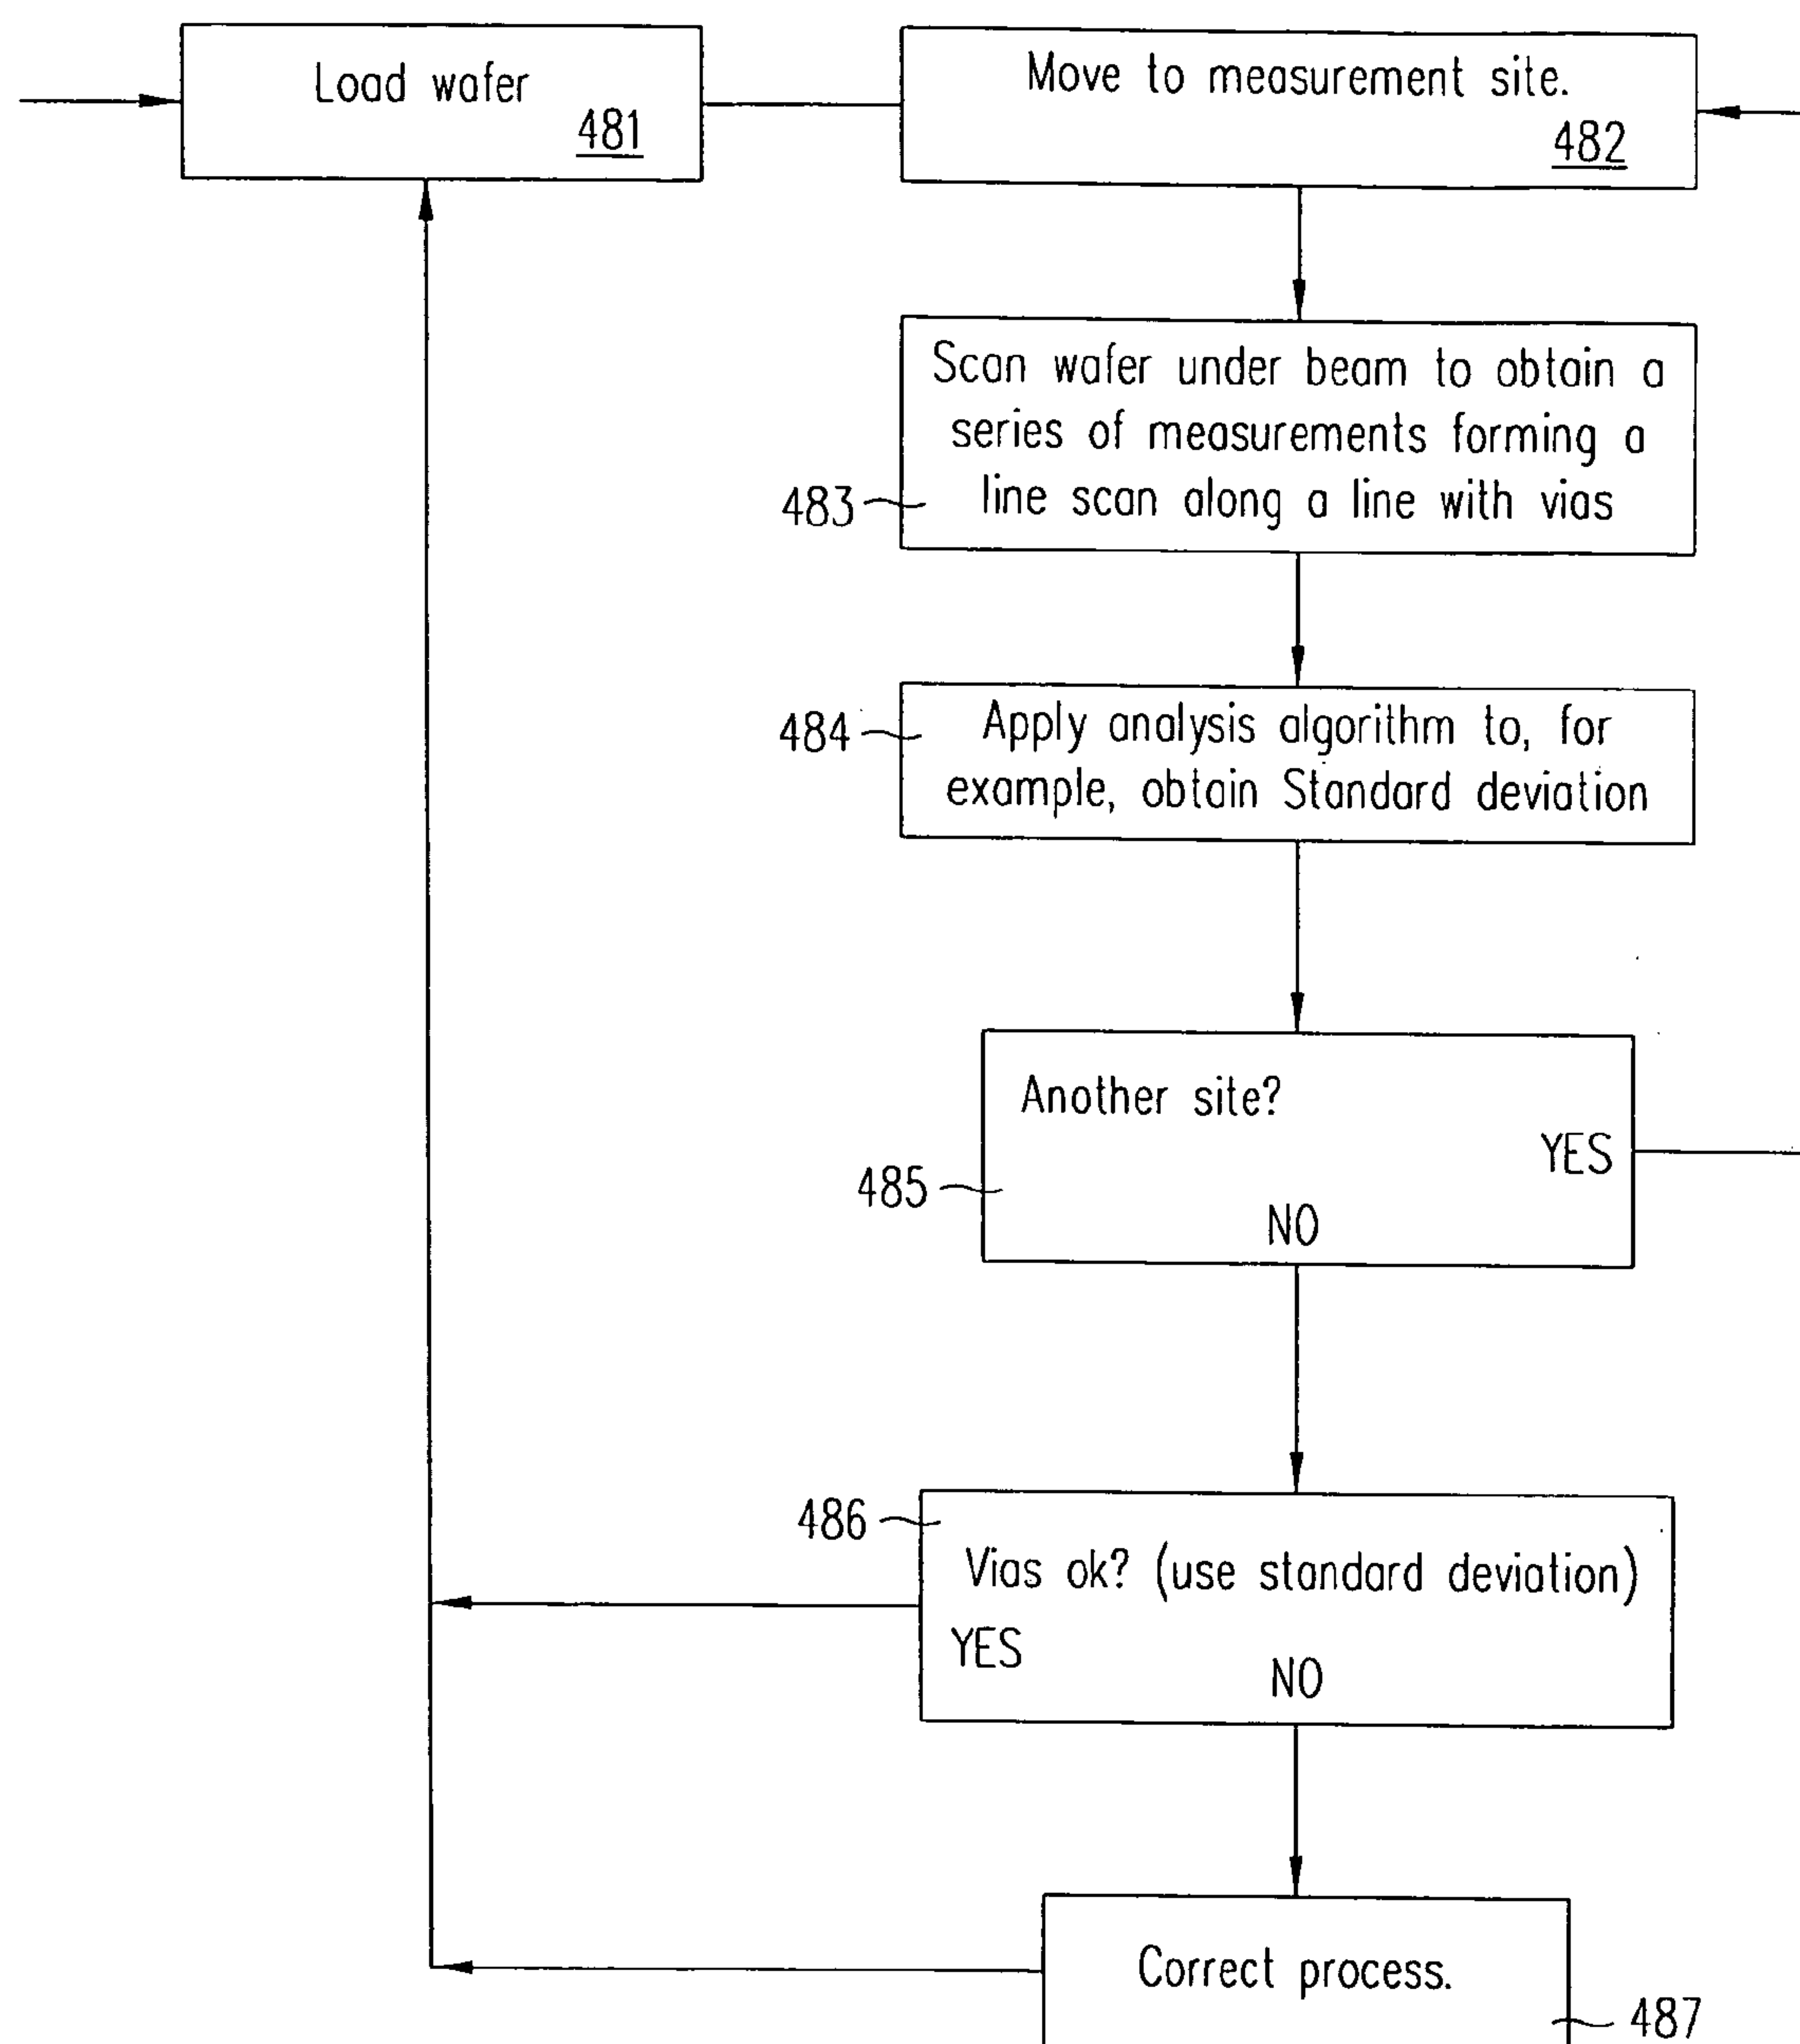 Load wafer
481
Move to measurement site.
482
Scan wafer under beam to obtain a
series of measurements forming a
line scan along a line with vias
483
484
Apply analysis algorithm to, for
example, obtain Standard deviation
Another site?
YES
485
NO
486
Vias ok? (use standard deviation)
YES
NO
Correct process.
487